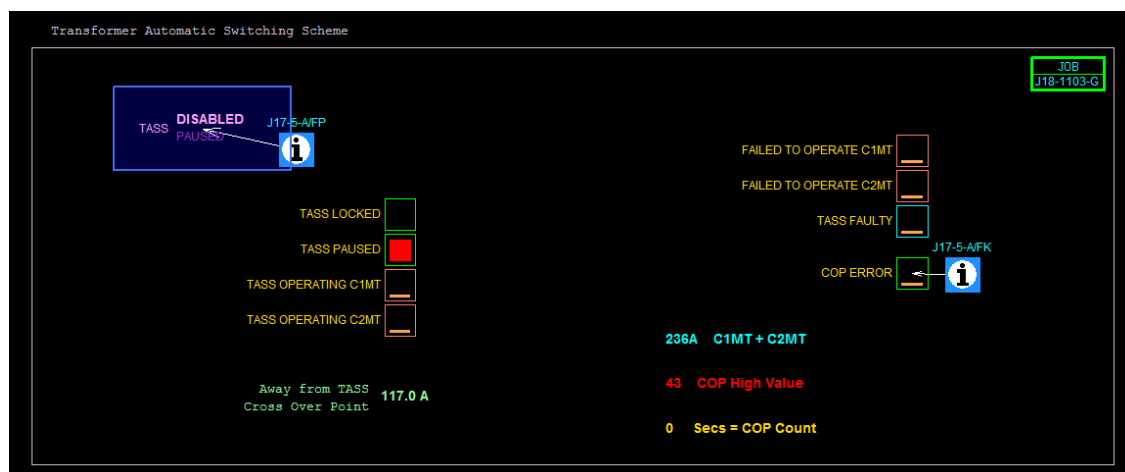 Transformer Automatic Switching Scheme
JOB
J18-1103-G
TASS DISABLED
PAUSED
J17-5-A/FP
i
FAILED TO OPERATE C1MT
FAILED TO OPERATE C2MT
TASS LOCKED
TASS FAULTY
TASS PAUSED
J17-5-A/FK
COP ERROR
i
TASS OPERATING C1MT
TASS OPERATING C2MT
236A C1MT + C2MT
Away from TASS
Cross Over Point
117.0 A
43 COP High Value
0 Secs = COP Count